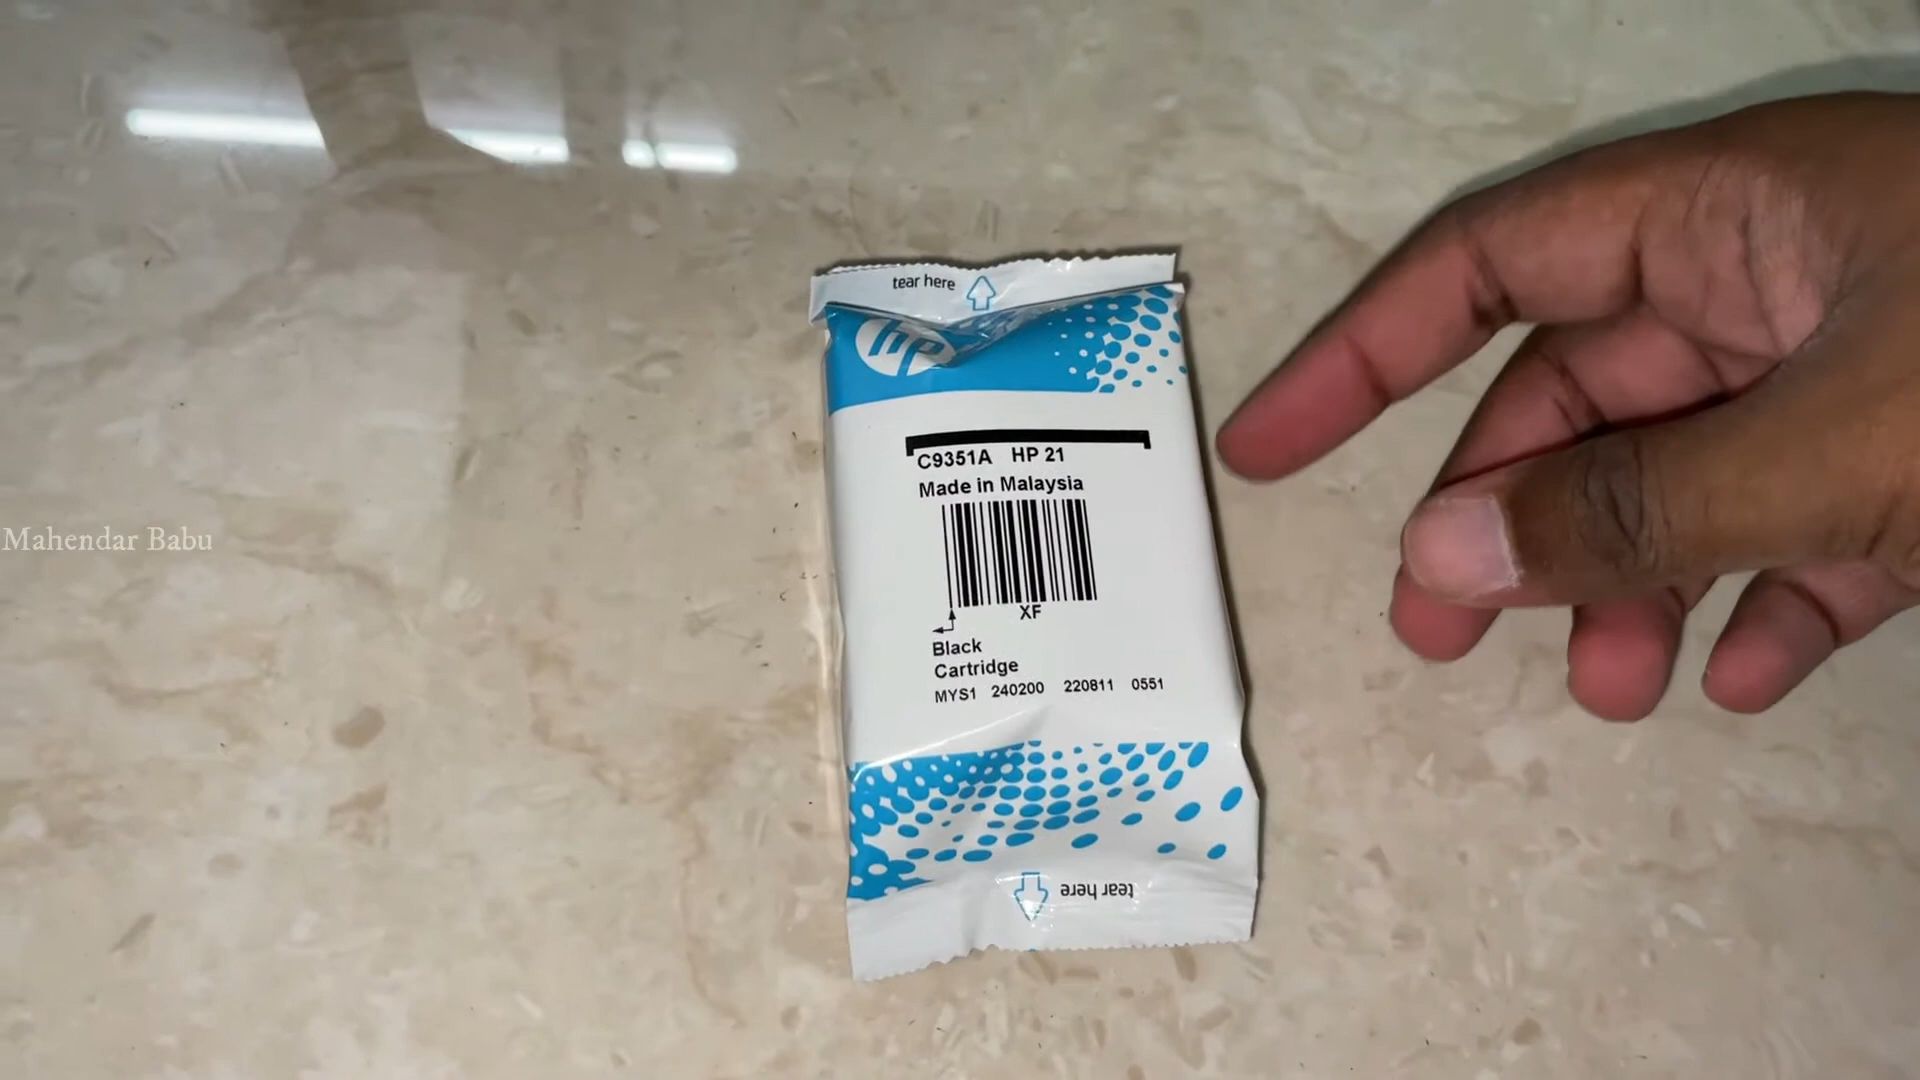 tear here
hp
C9351A HP 21
Made in Malaysia
XF
Black
Cartridge
MYS1 240200 220811 0551
tear here
Mahendar Babu